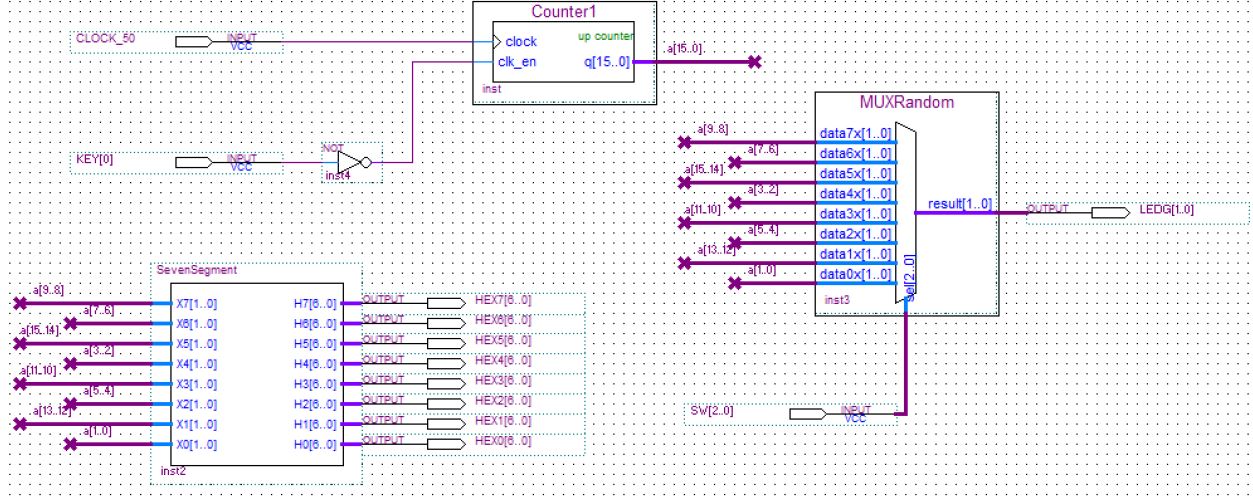 Counter1
CLOCK_50
INPUT
VCC
clock
up counter
clk_en
q[15..0]
a[15..0]
inst
KEY[0]
INPUT
VCC
NOT
inst4
MUXRandom
a[9..8]
data7x[1..0]
a[7..6]
data6x[1..0]
a[15..14]
data5x[1..0]
a[3..2]
data4x[1..0]
a[11..10]
data3x[1..0]
a[5..4]
data2x[1..0]
a[13..12]
data1x[1..0]
a[1..0]
data0x[1..0]
sel[2..0]
result[1..0]
inst3
OUTPUT
LEDG[1..0]
SW[2..0]
INPUT
VCC
SevenSegment
a[9..8]
X7[1..0]
H7[6..0]
OUTPUT
HEX7[6..0]
a[7..6]
X6[1..0]
H6[6..0]
OUTPUT
HEX6[6..0]
a[15..14]
X5[1..0]
H5[6..0]
OUTPUT
HEX5[6..0]
a[3..2]
X4[1..0]
H4[6..0]
OUTPUT
HEX4[6..0]
a[11..10]
X3[1..0]
H3[6..0]
OUTPUT
HEX3[6..0]
a[5..4]
X2[1..0]
H2[6..0]
OUTPUT
HEX2[6..0]
a[13..12]
X1[1..0]
H1[6..0]
OUTPUT
HEX1[6..0]
a[1..0]
X0[1..0]
H0[6..0]
OUTPUT
HEX0[6..0]
inst2